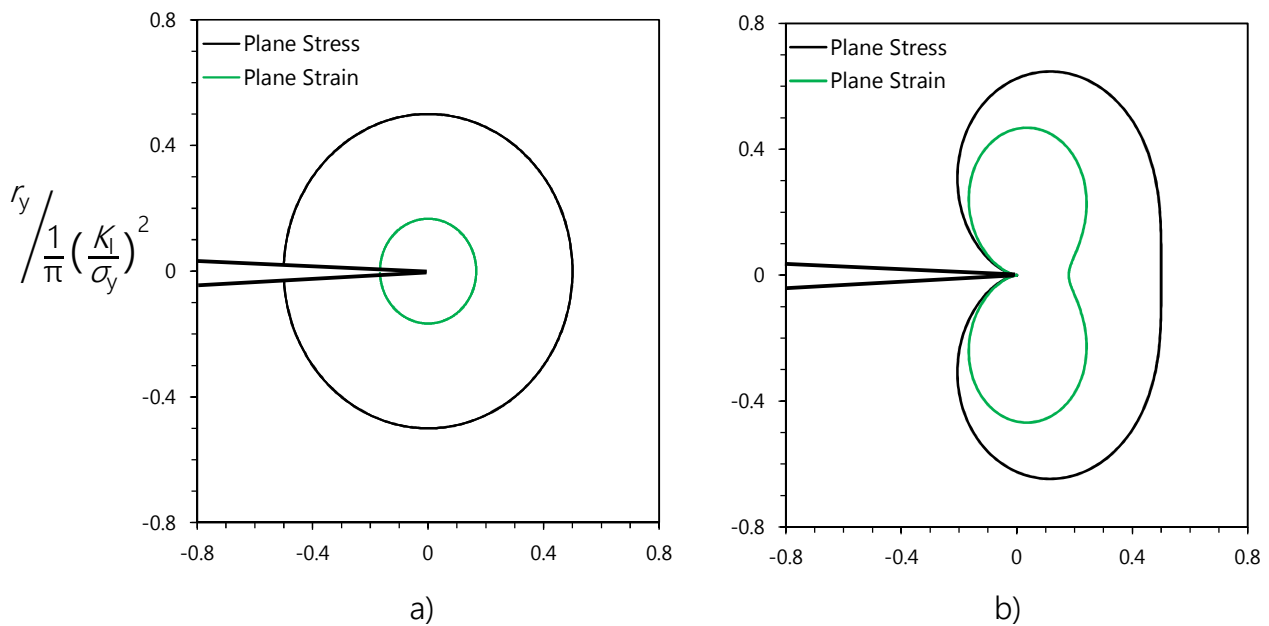 0.8
Plane Stress
Plane Strain
0.4
0
-0.4
-0.8
-0.8 -0.4 0 0.4 0.8
a)
r_y / 1/π (K_I/σ_y)^2
0.8
Plane Stress
Plane Strain
0.4
0
-0.4
-0.8
-0.8 -0.4 0 0.4 0.8
b)